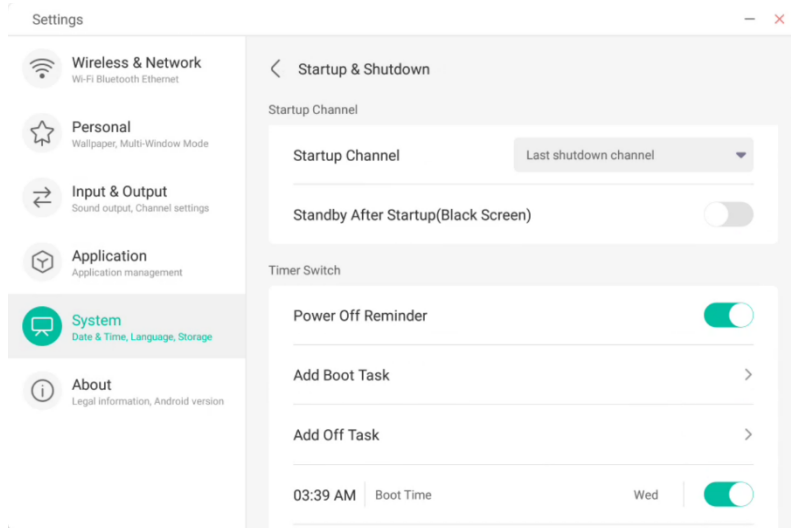 Settings
Wireless & Network
Wi-Fi Bluetooth Ethernet
Personal
Wallpaper, Multi-Window Mode
Input & Output
Sound output, Channel settings
Application
Application management
System
Date & Time, Language, Storage
About
Legal information, Android version
Startup & Shutdown
Startup Channel
Startup Channel
Last shutdown channel
Standby After Startup(Black Screen)
Timer Switch
Power Off Reminder
Add Boot Task
Add Off Task
03:39 AM Boot Time Wed